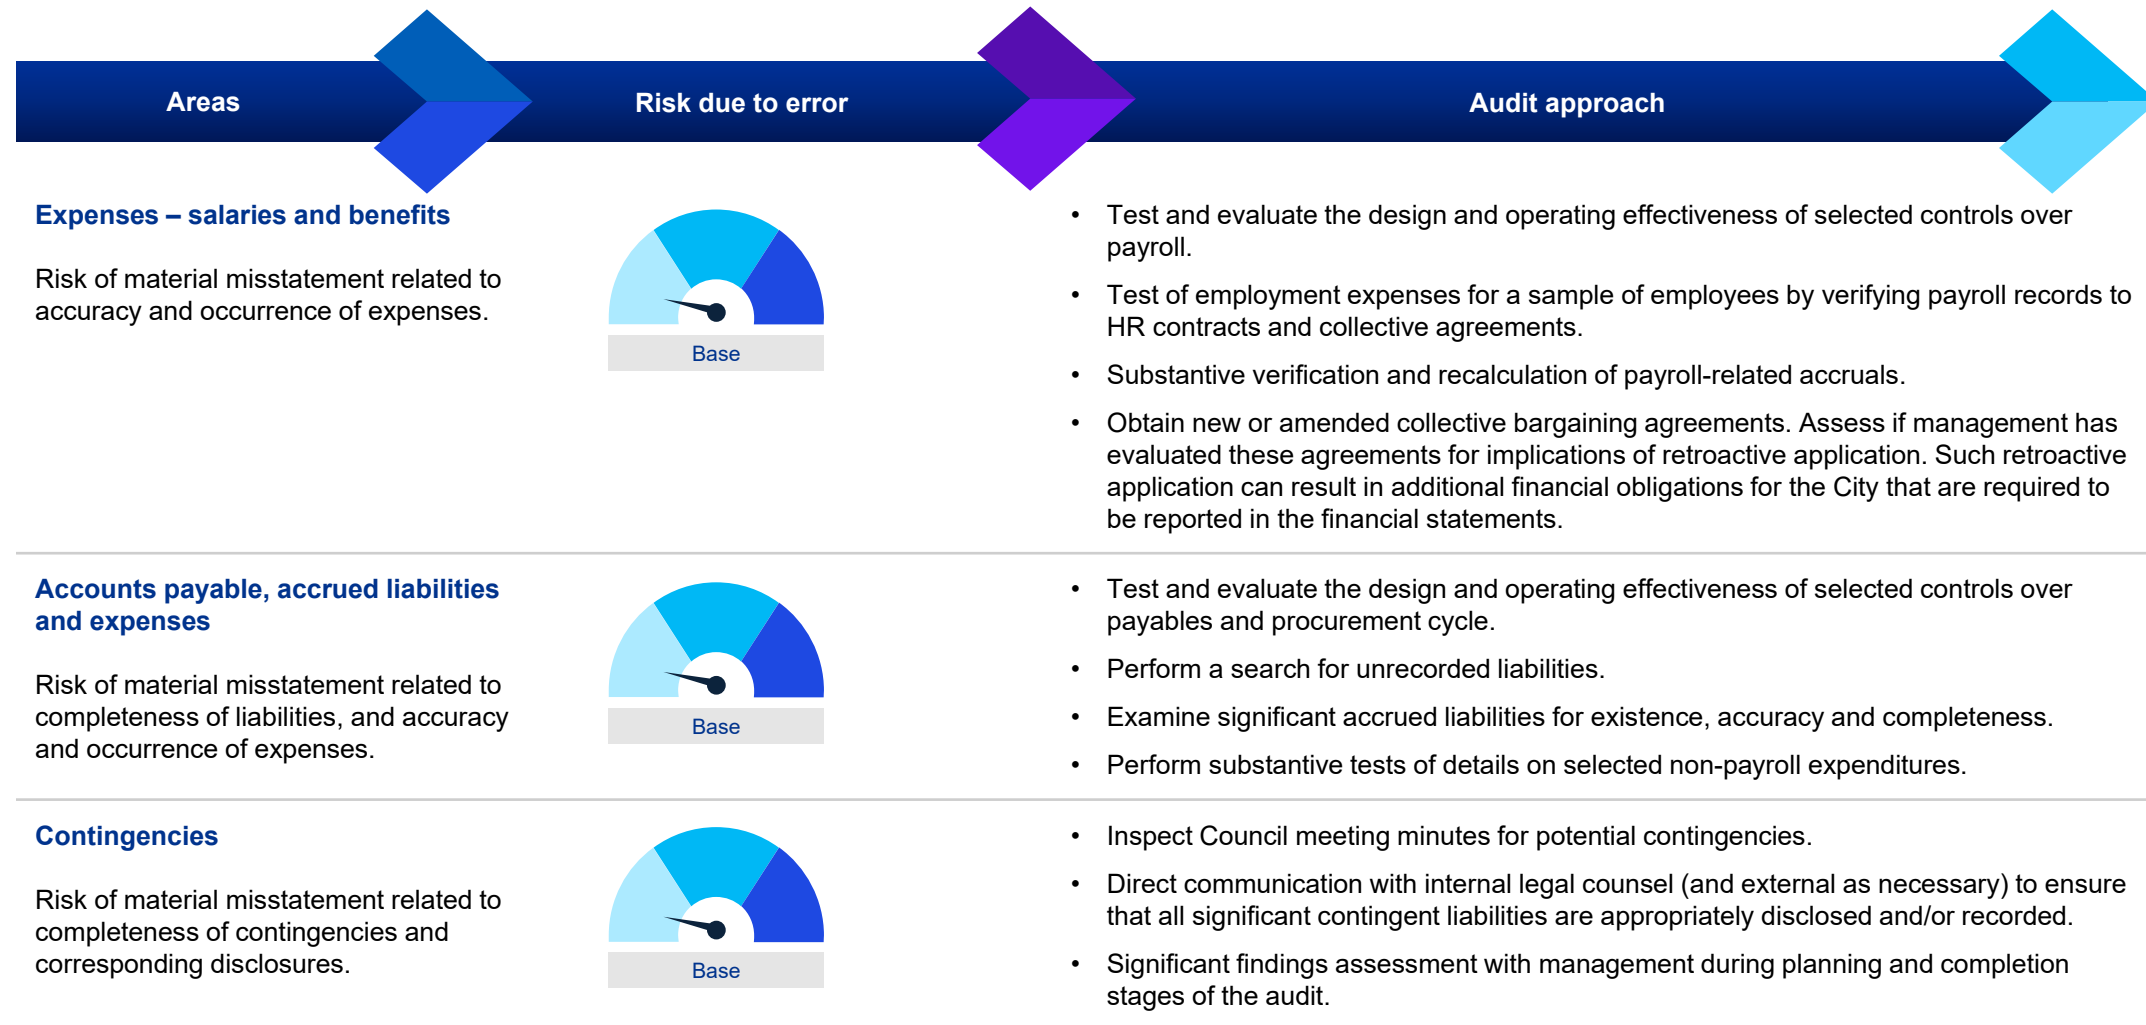 Areas
Risk due to error
Audit approach
Expenses – salaries and benefits
Risk of material misstatement related to
accuracy and occurrence of expenses.
Base
• Test and evaluate the design and operating effectiveness of selected controls over
payroll.
• Test of employment expenses for a sample of employees by verifying payroll records to
HR contracts and collective agreements.
• Substantive verification and recalculation of payroll-related accruals.
• Obtain new or amended collective bargaining agreements. Assess if management has
evaluated these agreements for implications of retroactive application. Such retroactive
application can result in additional financial obligations for the City that are required to
be reported in the financial statements.
Accounts payable, accrued liabilities
and expenses
Risk of material misstatement related to
completeness of liabilities, and accuracy
and occurrence of expenses.
Base
• Test and evaluate the design and operating effectiveness of selected controls over
payables and procurement cycle.
• Perform a search for unrecorded liabilities.
• Examine significant accrued liabilities for existence, accuracy and completeness.
• Perform substantive tests of details on selected non-payroll expenditures.
Contingencies
Risk of material misstatement related to
completeness of contingencies and
corresponding disclosures.
Base
• Inspect Council meeting minutes for potential contingencies.
• Direct communication with internal legal counsel (and external as necessary) to ensure
that all significant contingent liabilities are appropriately disclosed and/or recorded.
• Significant findings assessment with management during planning and completion
stages of the audit.